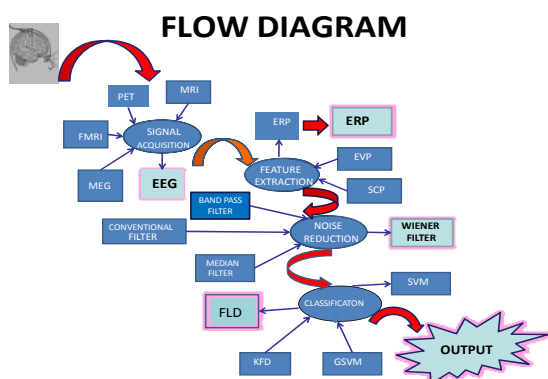 FLOW DIAGRAM
PET
MRI
FMRI
SIGNAL
ACQUISITION
MEG
EEG
ERP
ERP
FEATURE
EXTRACTION
EVP
SCP
BAND PASS
FILTER
CONVENTIONAL
FILTER
NOISE
REDUCTION
WIENER
FILTER
MEDIAN
FILTER
CLASSIFICATON
SVM
FLD
KFD
GSVM
OUTPUT